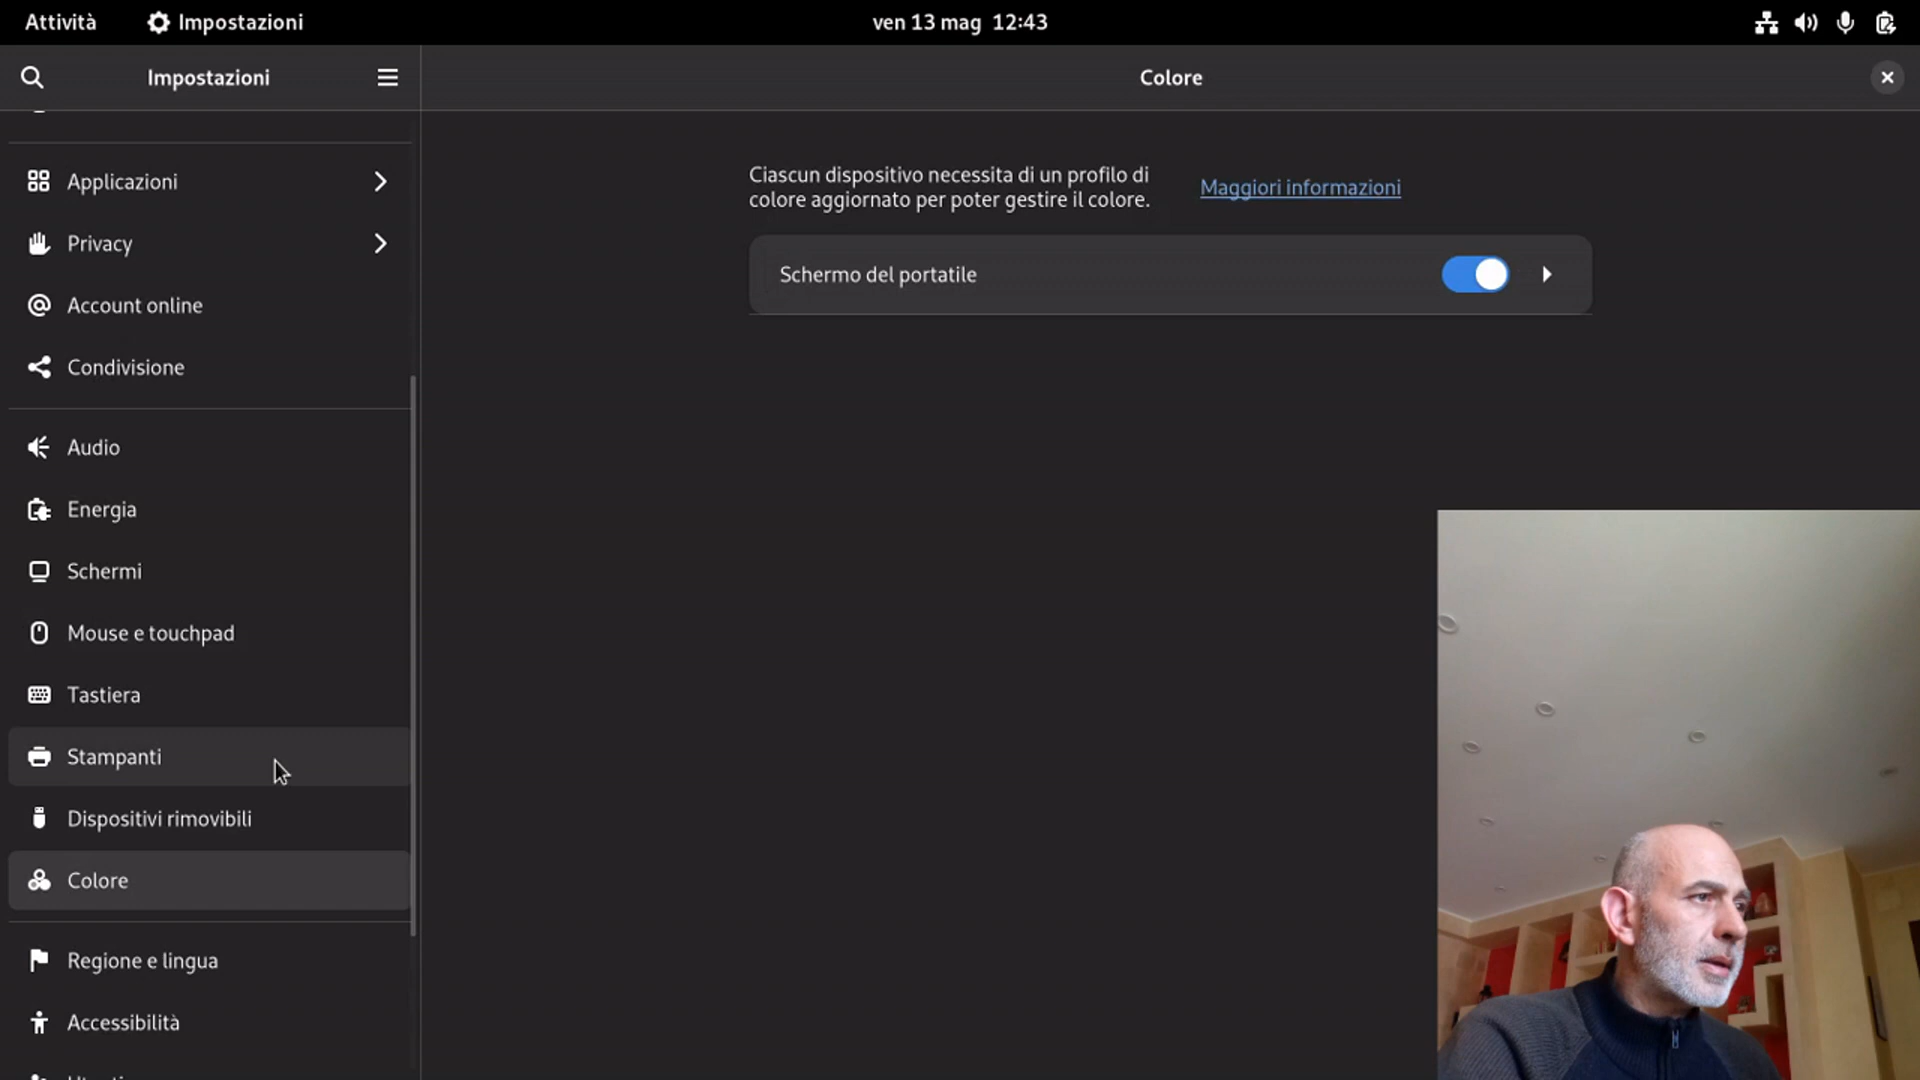 Attività
Impostazioni
ven 13 mag 12:43
Impostazioni
Colore
Applicazioni
Privacy
Account online
Condivisione
Audio
Energia
Schermi
Mouse e touchpad
Tastiera
Stampanti
Dispositivi rimovibili
Colore
Regione e lingua
Accessibilità
Ciascun dispositivo necessita di un profilo di
colore aggiornato per poter gestire il colore.
Maggiori informazioni
Schermo del portatile